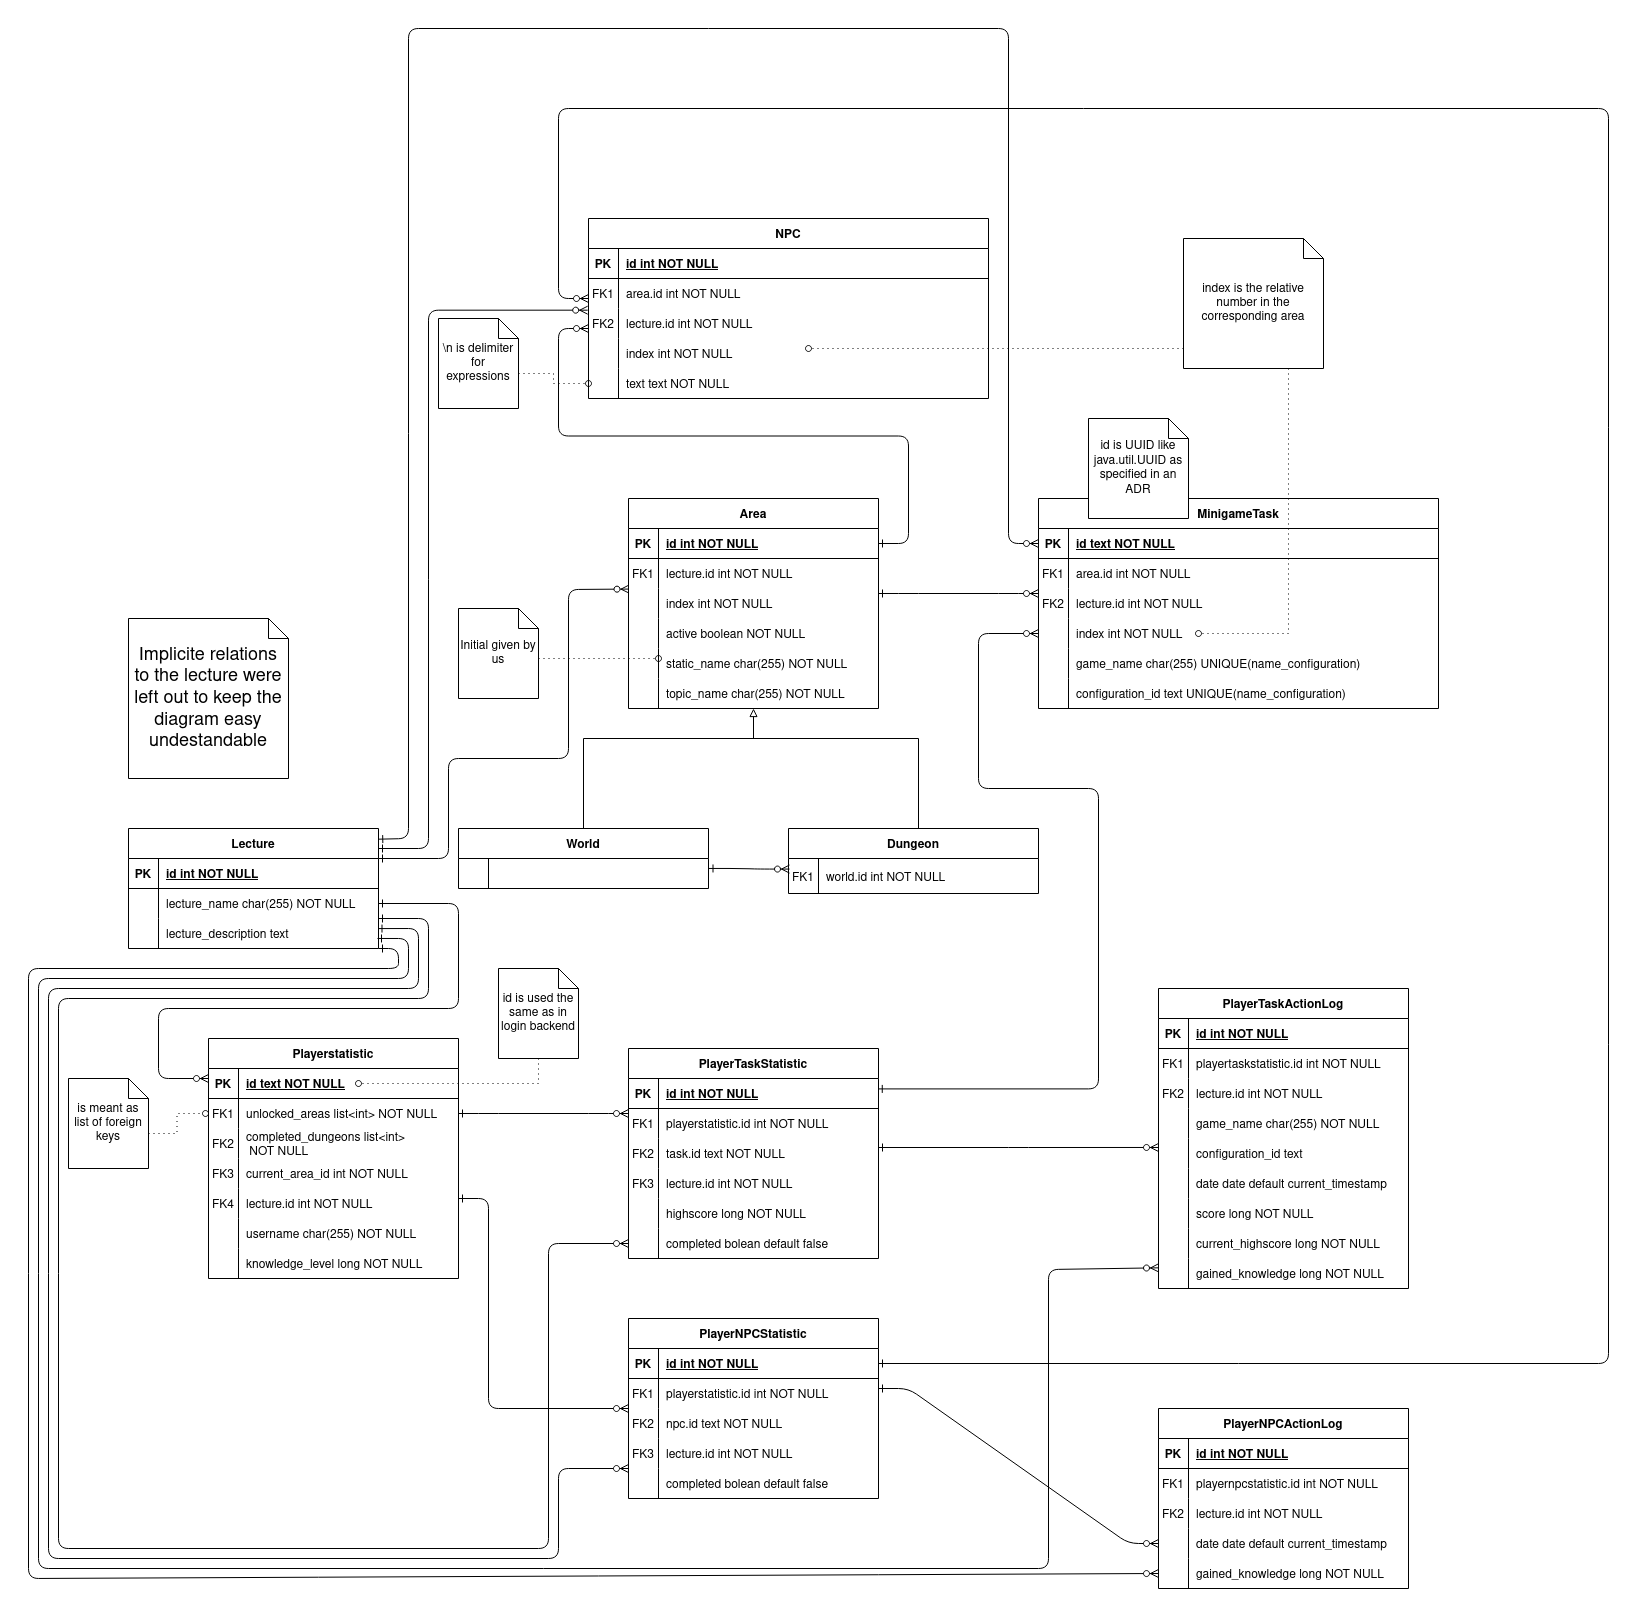 NPC
PK id int NOT NULL
FK1 area.id int NOT NULL
FK2 lecture.id int NOT NULL
index int NOT NULL
text text NOT NULL
\n is delimiter
for
expressions
index is the relative
number in the
corresponding area
id is UUID like
java.util.UUID as
specified in an
ADR
Area
PK id int NOT NULL
FK1 lecture.id int NOT NULL
index int NOT NULL
active boolean NOT NULL
static_name char(255) NOT NULL
topic_name char(255) NOT NULL
MinigameTask
PK id text NOT NULL
FK1 area.id int NOT NULL
FK2 lecture.id int NOT NULL
index int NOT NULL
game_name char(255) UNIQUE(name_configuration)
configuration_id text UNIQUE(name_configuration)
Initial given by
us
Implicite relations
to the lecture were
left out to keep the
diagram easy
undestandable
Lecture
PK id int NOT NULL
lecture_name char(255) NOT NULL
lecture_description text
World
Dungeon
FK1 world.id int NOT NULL
id is used the
same as in
login backend
Playerstatistic
PK id text NOT NULL
FK1 unlocked_areas list<int> NOT NULL
FK2 completed_dungeons list<int>
NOT NULL
FK3 current_area_id int NOT NULL
FK4 lecture.id int NOT NULL
username char(255) NOT NULL
knowledge_level long NOT NULL
is meant as
list of foreign
keys
PlayerTaskStatistic
PK id int NOT NULL
FK1 playerstatistic.id int NOT NULL
FK2 task.id text NOT NULL
FK3 lecture.id int NOT NULL
highscore long NOT NULL
completed bolean default false
PlayerTaskActionLog
PK id int NOT NULL
FK1 playertaskstatistic.id int NOT NULL
FK2 lecture.id int NOT NULL
game_name char(255) NOT NULL
configuration_id text
date date default current_timestamp
score long NOT NULL
current_highscore long NOT NULL
gained_knowledge long NOT NULL
PlayerNPCStatistic
PK id int NOT NULL
FK1 playerstatistic.id int NOT NULL
FK2 npc.id text NOT NULL
FK3 lecture.id int NOT NULL
completed bolean default false
PlayerNPCActionLog
PK id int NOT NULL
FK1 playernpcstatistic.id int NOT NULL
FK2 lecture.id int NOT NULL
date date default current_timestamp
gained_knowledge long NOT NULL